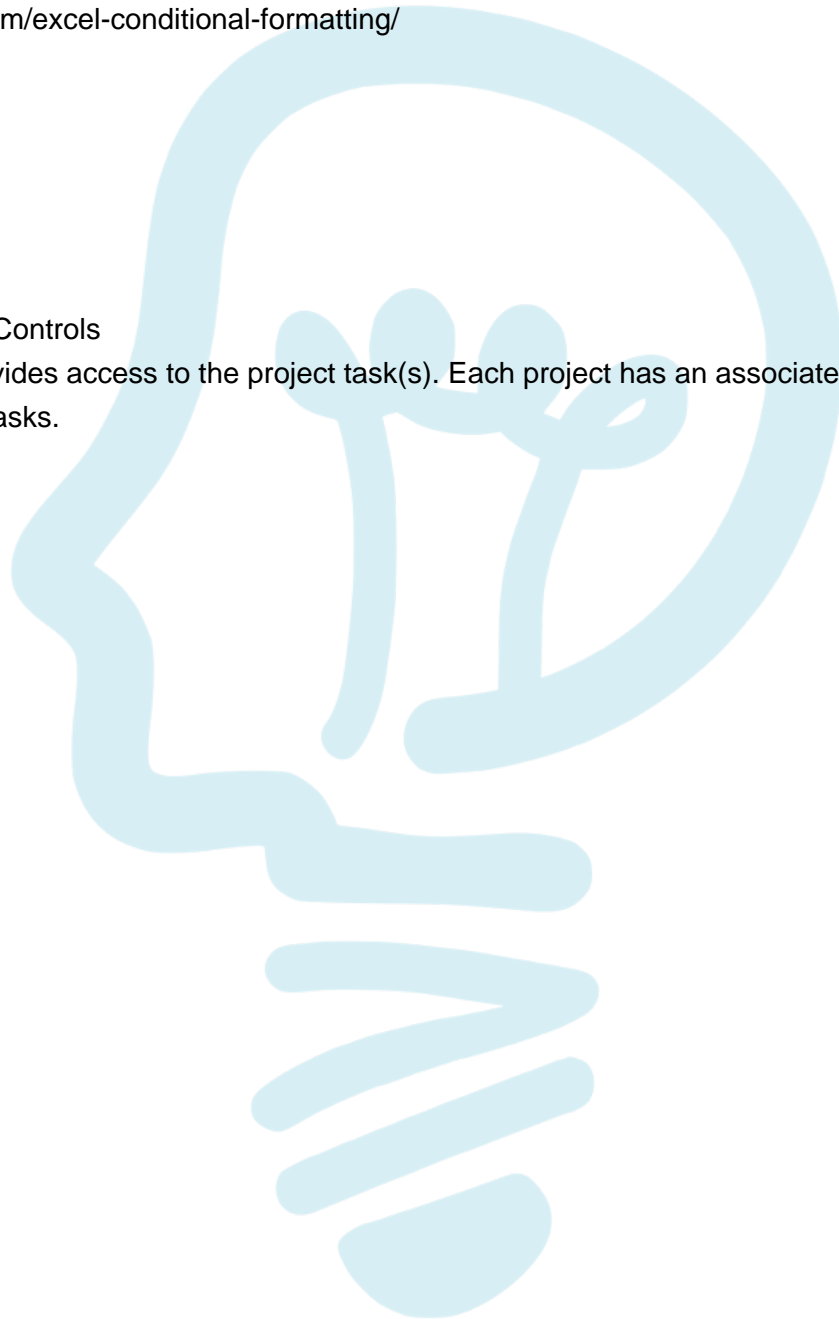 m/excel-conditional-formatting/
Controls
vides access to the project task(s). Each project has an associate
asks.